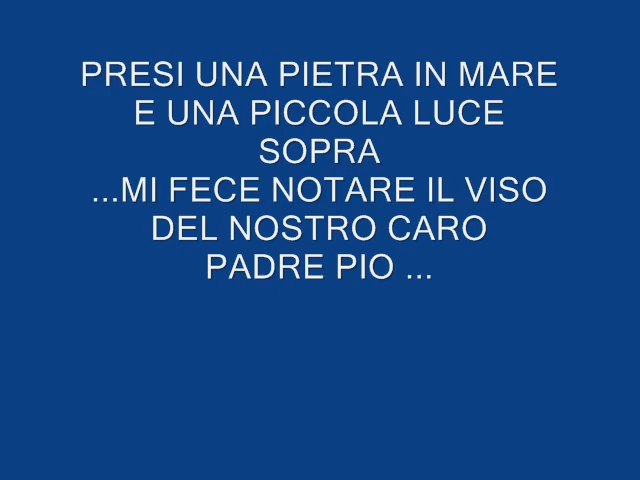 PRESI UNA PIETRA IN MARE
E UNA PICCOLA LUCE
SOPRA
...MI FECE NOTARE IL VISO
DEL NOSTRO CARO
PADRE PIO ...